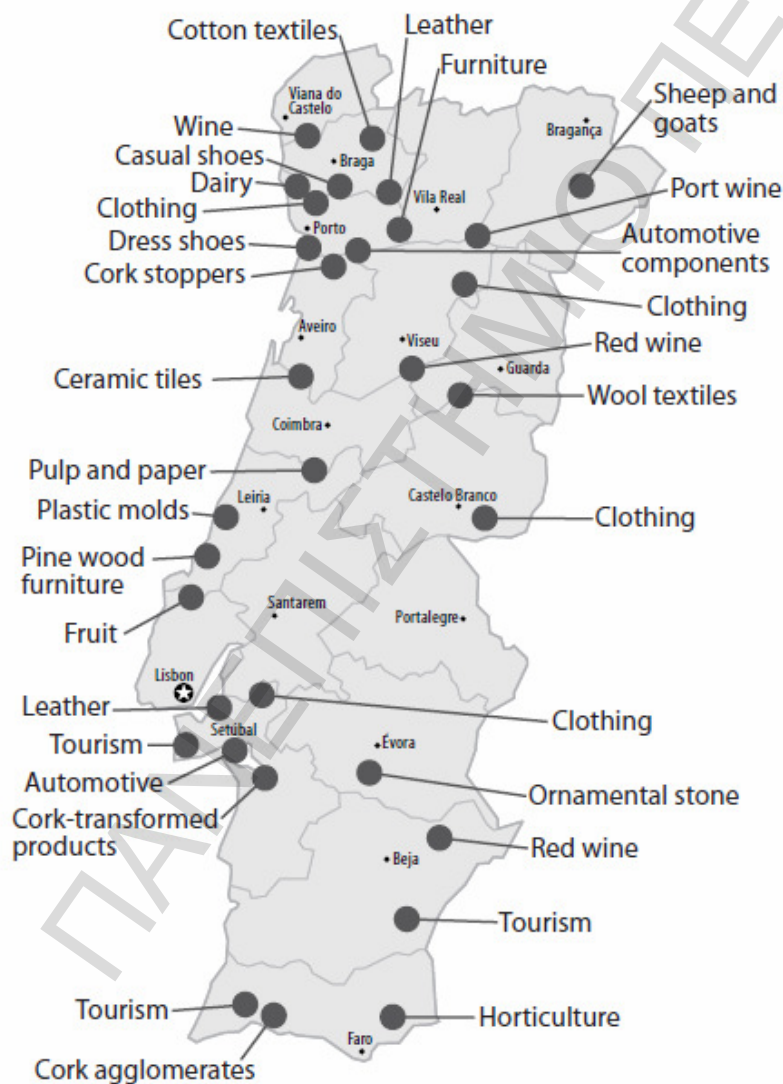 Cotton textiles
Leather
Furniture
Viana do
Castelo
Wine
Sheep and
goats
Bragança
Casual shoes
Braga
Dairy
Clothing
Vila Real
Port wine
Porto
Dress shoes
Automotive
components
Cork stoppers
Clothing
Aveiro
Viseu
Red wine
Guarda
Ceramic tiles
Wool textiles
Coimbra
Pulp and paper
Leiria
Castelo Branco
Plastic molds
Clothing
Pine wood
furniture
Santarem
Portalegre
Fruit
Lisbon
Leather
Clothing
Setúbal
Tourism
Évora
Automotive
Ornamental stone
Cork-transformed
products
Red wine
Beja
Tourism
Tourism
Horticulture
Faro
Cork agglomerates
ΠΑΝΕΠΙΣΤΗΜΙΟ ΠΕ